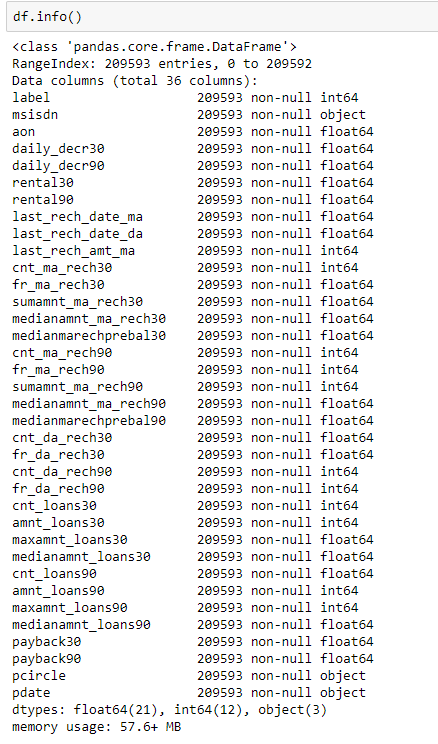 df.info()
<class 'pandas.core.frame.DataFrame'>
RangeIndex: 209593 entries, 0 to 209592
Data columns (total 36 columns):
label 209593 non-null int64
msisdn 209593 non-null object
aon 209593 non-null float64
daily_decr30 209593 non-null float64
daily_decr90 209593 non-null float64
rental30 209593 non-null float64
rental90 209593 non-null float64
last_rech_date_ma 209593 non-null float64
last_rech_date_da 209593 non-null float64
last_rech_amt_ma 209593 non-null int64
cnt_ma_rech30 209593 non-null int64
fr_ma_rech30 209593 non-null float64
sumamnt_ma_rech30 209593 non-null float64
medianamnt_ma_rech30 209593 non-null float64
medianmarechprebal30 209593 non-null float64
cnt_ma_rech90 209593 non-null int64
fr_ma_rech90 209593 non-null int64
sumamnt_ma_rech90 209593 non-null int64
medianamnt_ma_rech90 209593 non-null float64
medianmarechprebal90 209593 non-null float64
cnt_da_rech30 209593 non-null float64
fr_da_rech30 209593 non-null float64
cnt_da_rech90 209593 non-null int64
fr_da_rech90 209593 non-null int64
cnt_loans30 209593 non-null int64
amnt_loans30 209593 non-null int64
maxamnt_loans30 209593 non-null float64
medianamnt_loans30 209593 non-null float64
cnt_loans90 209593 non-null float64
amnt_loans90 209593 non-null int64
maxamnt_loans90 209593 non-null int64
medianamnt_loans90 209593 non-null float64
payback30 209593 non-null float64
payback90 209593 non-null float64
pcircle 209593 non-null object
pdate 209593 non-null object
dtypes: float64(21), int64(12), object(3)
memory usage: 57.6+ MB